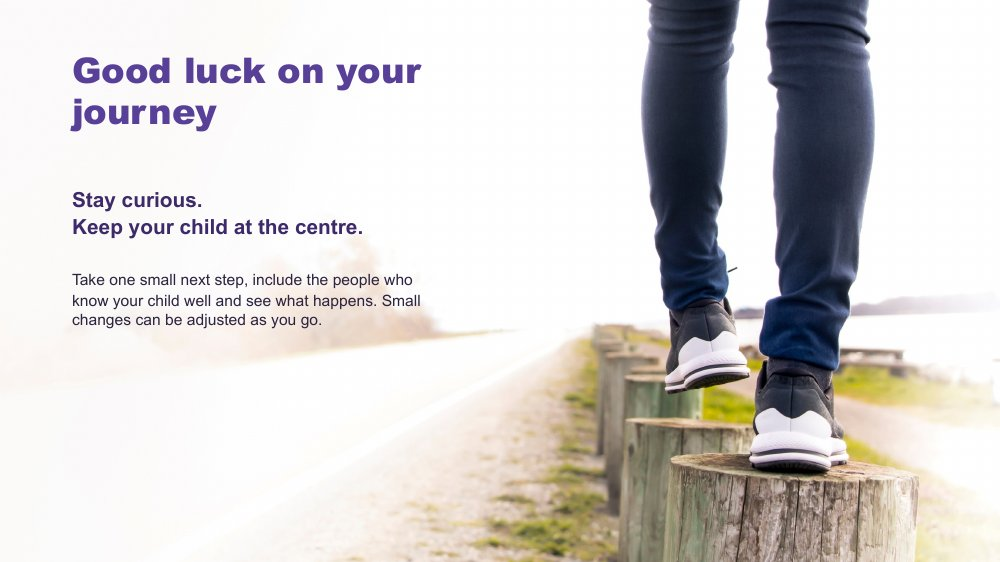 Good luck on your
journey
Stay curious.
Keep your child at the centre.
Take one small next step, include the people who
know your child well and see what happens. Small
changes can be adjusted as you go.